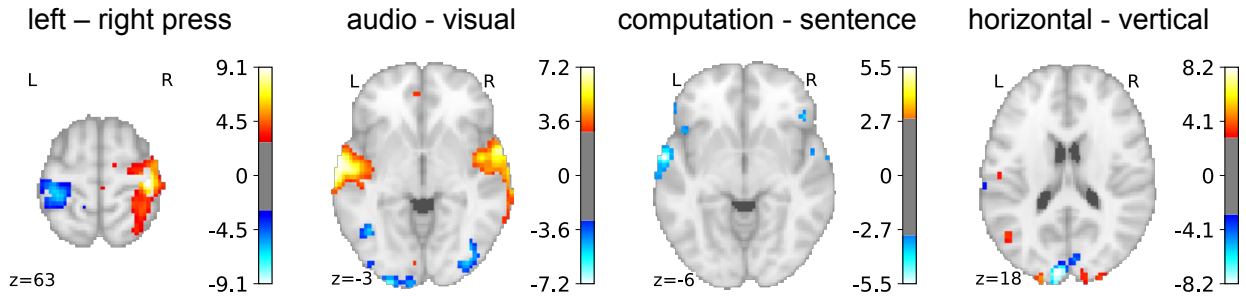 left – right press
L
R
9.1
4.5
0
-4.5
-9.1
z=63
audio - visual
L
R
7.2
3.6
0
-3.6
-7.2
z=-3
computation - sentence
L
R
5.5
2.7
0
-2.7
-5.5
z=-6
horizontal - vertical
L
R
8.2
4.1
0
-4.1
-8.2
z=18